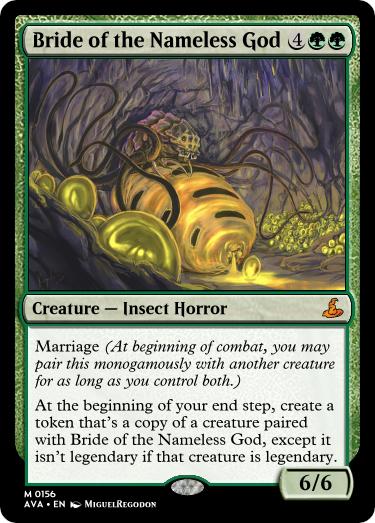 Bride of the Nameless God 4
Creature — Insect Horror
Marriage (At beginning of combat, you may
pair this monogamously with another creature
for as long as you control both.)
At the beginning of your end step, create a
token that's a copy of a creature paired
with Bride of the Nameless God, except it
isn't legendary if that creature is legendary.
6/6
M 0156
AVA • EN MiguelRegodon